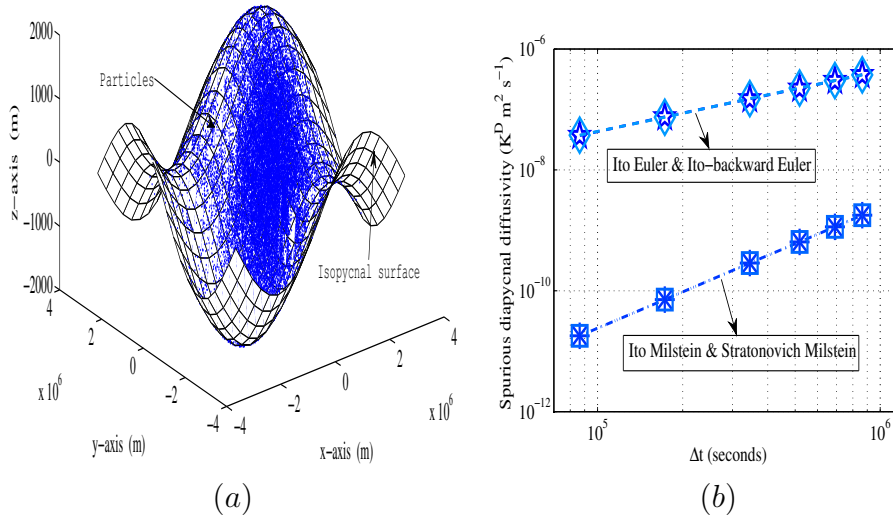 2000
1000
0
−1000
−2000
z−axis (m)
Particles
Isopycnal surface
4
2
0
−2
−4
x 10^6
y−axis (m)
−4
−2
0
2
4
x 10^6
x−axis (m)
(a)
10^−6
10^−8
10^−10
10^−12
Spurious diapycnal diffusivity (K^D m^2 s^−1)
Ito Euler & Ito−backward Euler
Ito Milstein & Stratonovich Milstein
10^5
10^6
Δt (seconds)
(b)